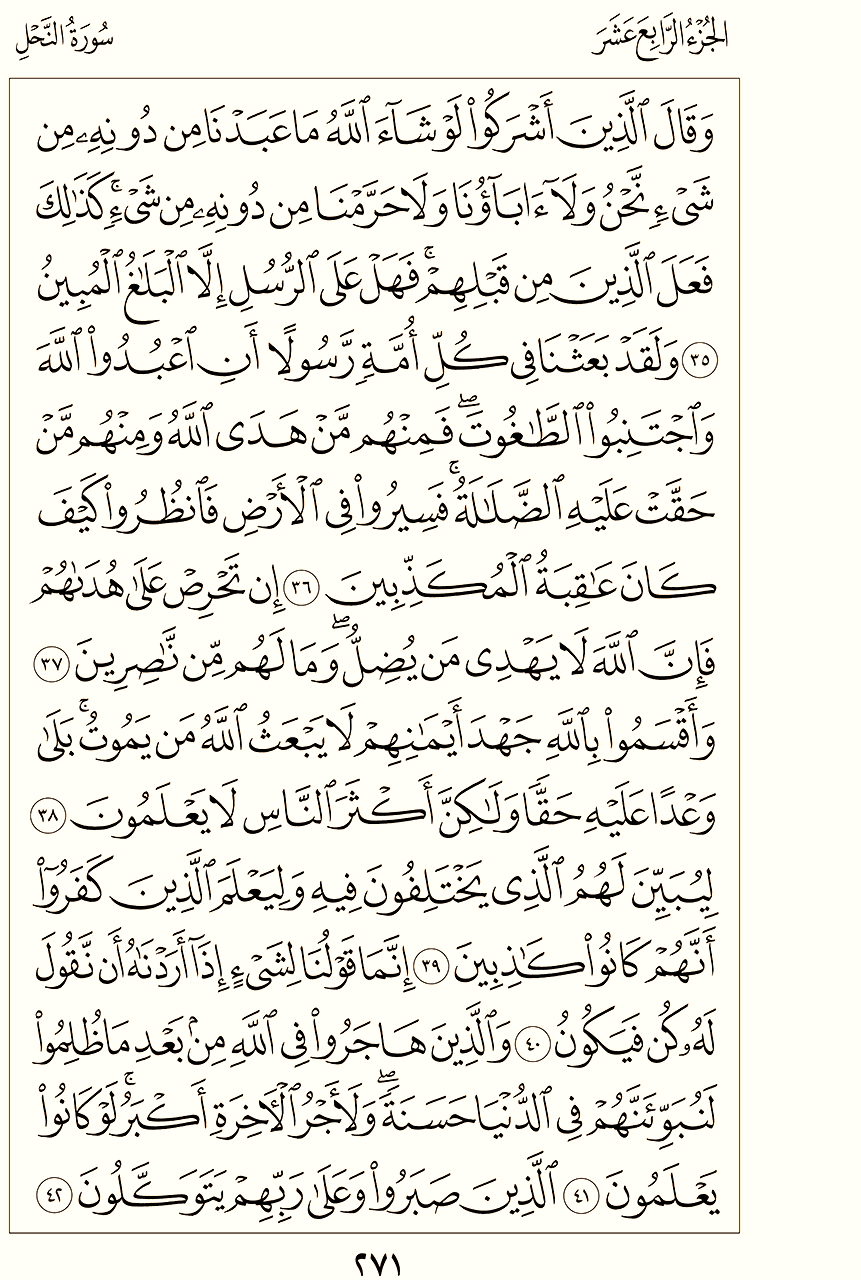 الجُزْءُ الرَّابِعَ عَشَرَ
سُورَةُ النَّحْلِ
وَقَالَ ٱلَّذِينَ أَشْرَكُوا۟ لَوْ شَآءَ ٱللَّهُ مَا عَبَدْنَا مِن دُونِهِۦ مِن
شَىْءٍ نَّحْنُ وَلَآ ءَابَآؤُنَا وَلَا حَرَّمْنَا مِن دُونِهِۦ مِن شَىْءٍ ۚ كَذَٰلِكَ
فَعَلَ ٱلَّذِينَ مِن قَبْلِهِمْ ۚ فَهَلْ عَلَى ٱلرُّسُلِ إِلَّا ٱلْبَلَٰغُ ٱلْمُبِينُ
٣٥ وَلَقَدْ بَعَثْنَا فِى كُلِّ أُمَّةٍ رَّسُولًا أَنِ ٱعْبُدُوا۟ ٱللَّهَ
وَٱجْتَنِبُوا۟ ٱلطَّٰغُوتَ ۖ فَمِنْهُم مَّنْ هَدَى ٱللَّهُ وَمِنْهُم مَّنْ
حَقَّتْ عَلَيْهِ ٱلضَّلَٰلَةُ ۚ فَسِيرُوا۟ فِى ٱلْأَرْضِ فَٱنظُرُوا۟ كَيْفَ
كَانَ عَٰقِبَةُ ٱلْمُكَذِّبِينَ ٣٦ إِن تَحْرِصْ عَلَىٰ هُدَىٰهُمْ
فَإِنَّ ٱللَّهَ لَا يَهْدِى مَن يُضِلُّ ۖ وَمَا لَهُم مِّن نَّٰصِرِينَ ٣٧
وَأَقْسَمُوا۟ بِٱللَّهِ جَهْدَ أَيْمَٰنِهِمْ لَا يَبْعَثُ ٱللَّهُ مَن يَمُوتُ ۚ بَلَىٰ
وَعْدًا عَلَيْهِ حَقًّا وَلَٰكِنَّ أَكْثَرَ ٱلنَّاسِ لَا يَعْلَمُونَ ٣٨
لِيُبَيِّنَ لَهُمُ ٱلَّذِى يَخْتَلِفُونَ فِيهِ وَلِيَعْلَمَ ٱلَّذِينَ كَفَرُوٓا۟
أَنَّهُمْ كَانُوا۟ كَٰذِبِينَ ٣٩ إِنَّمَا قَوْلُنَا لِشَىْءٍ إِذَآ أَرَدْنَٰهُ أَن نَّقُولَ
لَهُۥ كُن فَيَكُونُ ٤٠ وَٱلَّذِينَ هَاجَرُوا۟ فِى ٱللَّهِ مِنۢ بَعْدِ مَا ظُلِمُوا۟
لَنُبَوِّئَنَّهُمْ فِى ٱلدُّنْيَا حَسَنَةً ۖ وَلَأَجْرُ ٱلْءَاخِرَةِ أَكْبَرُ ۚ لَوْ كَانُوا۟
يَعْلَمُونَ ٤١ ٱلَّذِينَ صَبَرُوا۟ وَعَلَىٰ رَبِّهِمْ يَتَوَكَّلُونَ ٤٢
٢٧١